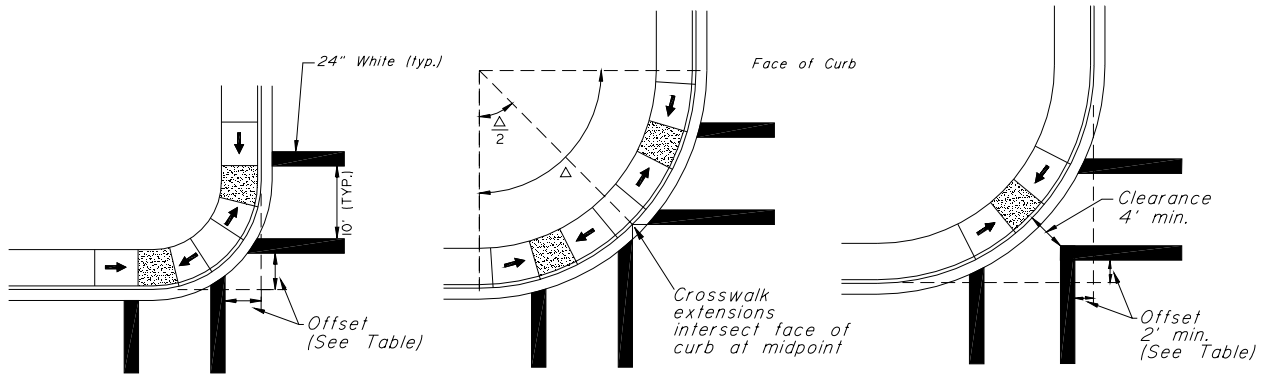 24" White (typ.)
10' (TYP.)
Offset
(See Table)
Δ
2
Δ
Face of Curb
Crosswalk
extensions
intersect face of
curb at midpoint
Clearance
4' min.
Offset
2' min.
(See Table)